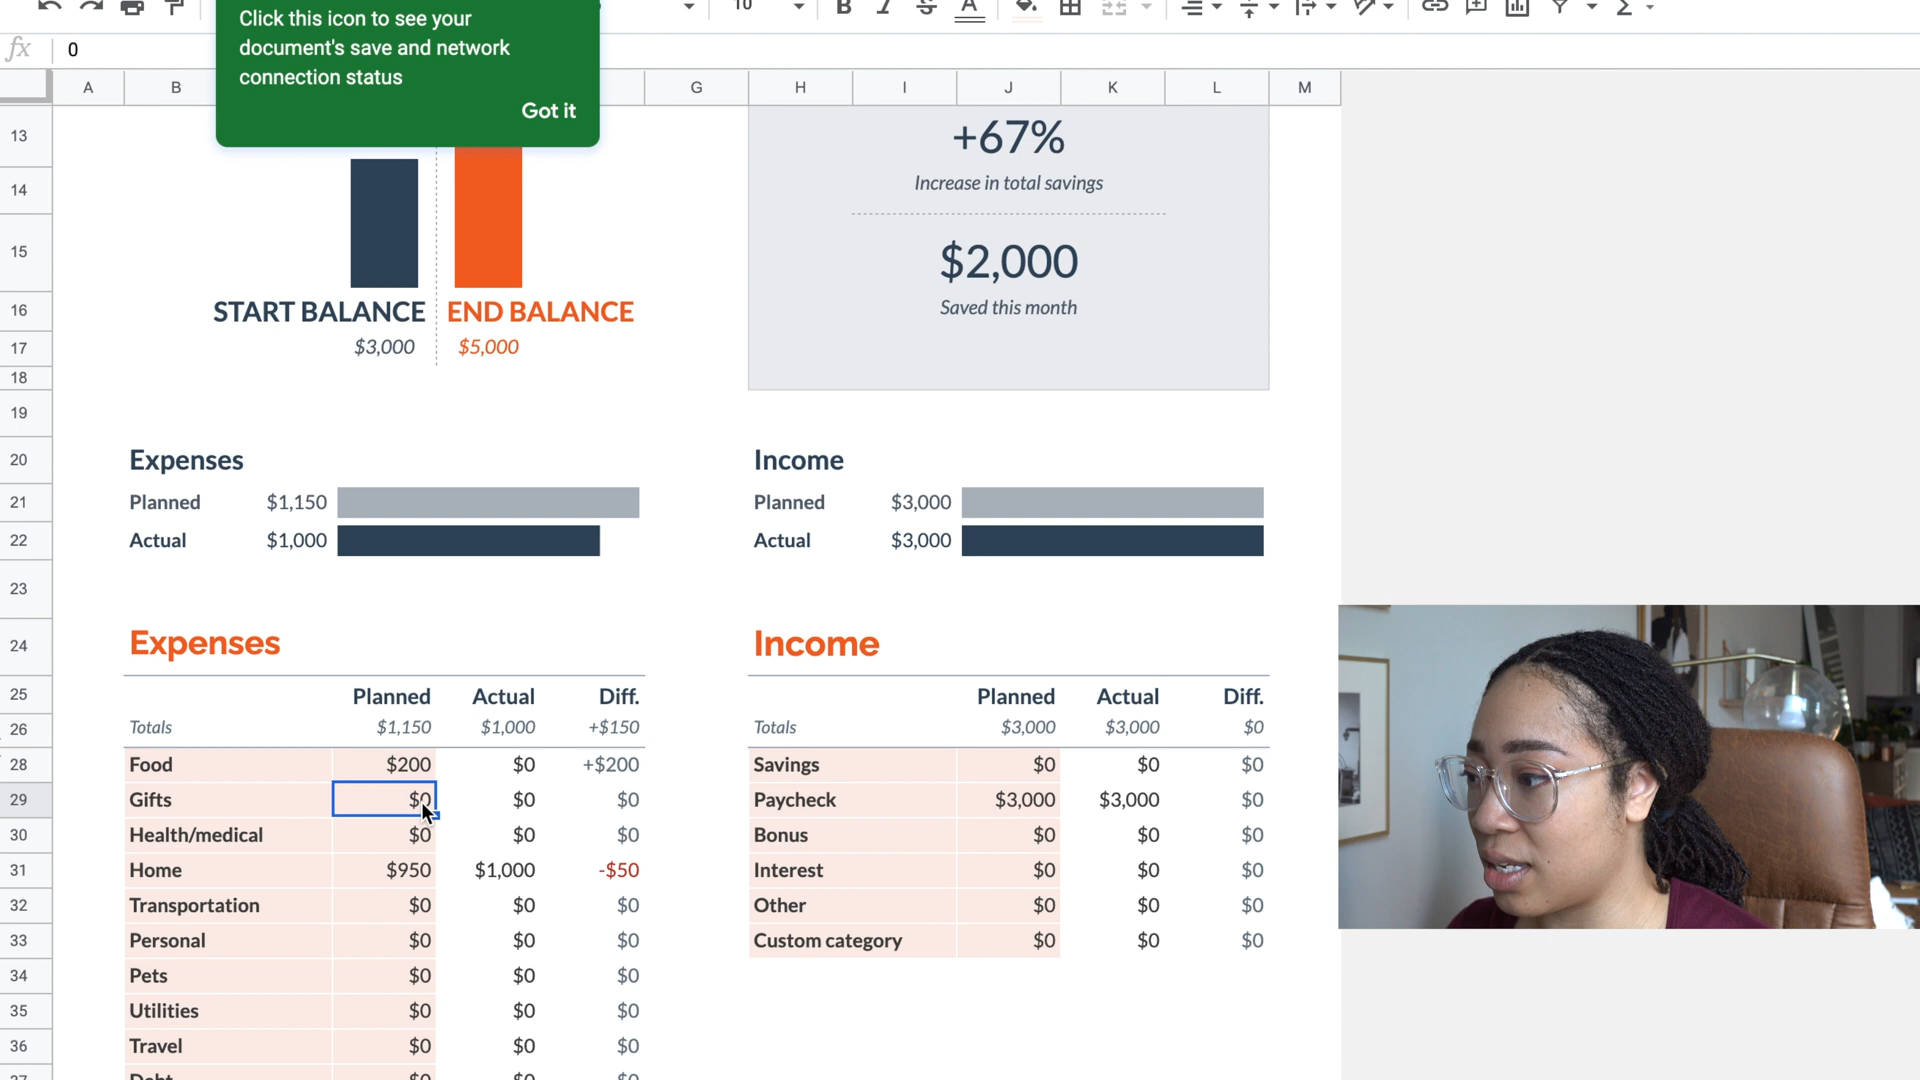 Click this icon to see your
document's save and network
connection status
Got it
10
B
A
fx 0
A B G H I J K L M
13 +67%
14 Increase in total savings
15 $2,000
Saved this month
16 START BALANCE END BALANCE
17 $3,000 $5,000
18
19
20 Expenses Income
21 Planned $1,150 Planned $3,000
22 Actual $1,000 Actual $3,000
23
24 Expenses Income
25 Planned Actual Diff. Planned Actual Diff.
26 Totals $1,150 $1,000 +$150 Totals $3,000 $3,000 $0
28 Food $200 $0 +$200 Savings $0 $0 $0
29 Gifts $0 $0 $0 Paycheck $3,000 $3,000 $0
30 Health/medical $0 $0 $0 Bonus $0 $0 $0
31 Home $950 $1,000 -$50 Interest $0 $0 $0
32 Transportation $0 $0 $0 Other $0 $0 $0
33 Personal $0 $0 $0 Custom category $0 $0 $0
34 Pets $0 $0 $0
35 Utilities $0 $0 $0
36 Travel $0 $0 $0
37 Debt $0 $0 $0